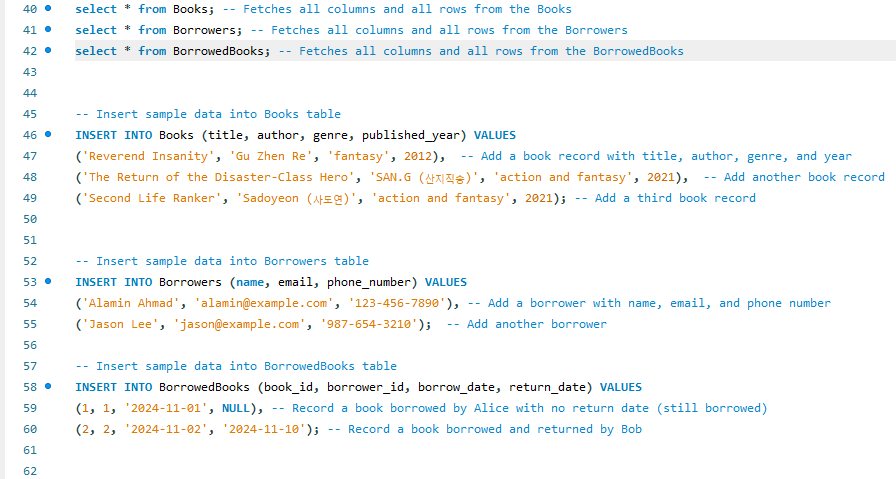 40 select * from Books; -- Fetches all columns and all rows from the Books
41 select * from Borrowers; -- Fetches all columns and all rows from the Borrowers
42 select * from BorrowedBooks; -- Fetches all columns and all rows from the BorrowedBooks
43
44
45 -- Insert sample data into Books table
46 INSERT INTO Books (title, author, genre, published_year) VALUES
47 ('Reverend Insanity', 'Gu Zhen Re', 'fantasy', 2012), -- Add a book record with title, author, genre, and year
48 ('The Return of the Disaster-Class Hero', 'SAN.G (산지직송)', 'action and fantasy', 2021), -- Add another book record
49 ('Second Life Ranker', 'Sadoyeon (사도연)', 'action and fantasy', 2021); -- Add a third book record
50
51
52 -- Insert sample data into Borrowers table
53 INSERT INTO Borrowers (name, email, phone_number) VALUES
54 ('Alamin Ahmad', 'alamin@example.com', '123-456-7890'), -- Add a borrower with name, email, and phone number
55 ('Jason Lee', 'jason@example.com', '987-654-3210'); -- Add another borrower
56
57 -- Insert sample data into BorrowedBooks table
58 INSERT INTO BorrowedBooks (book_id, borrower_id, borrow_date, return_date) VALUES
59 (1, 1, '2024-11-01', NULL), -- Record a book borrowed by Alice with no return date (still borrowed)
60 (2, 2, '2024-11-02', '2024-11-10'); -- Record a book borrowed and returned by Bob
61
62